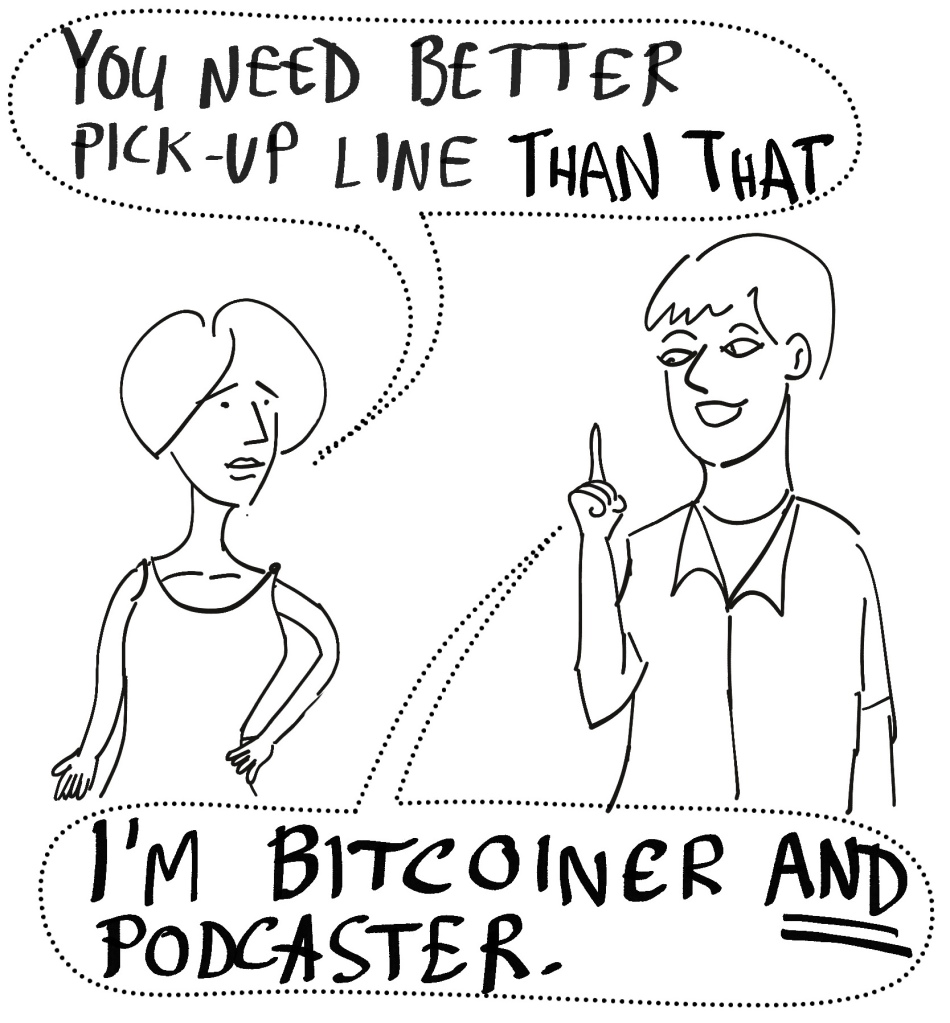 YOU NEED BETTER
PICK-UP LINE THAN THAT
I'M BITCOINER AND
PODCASTER.